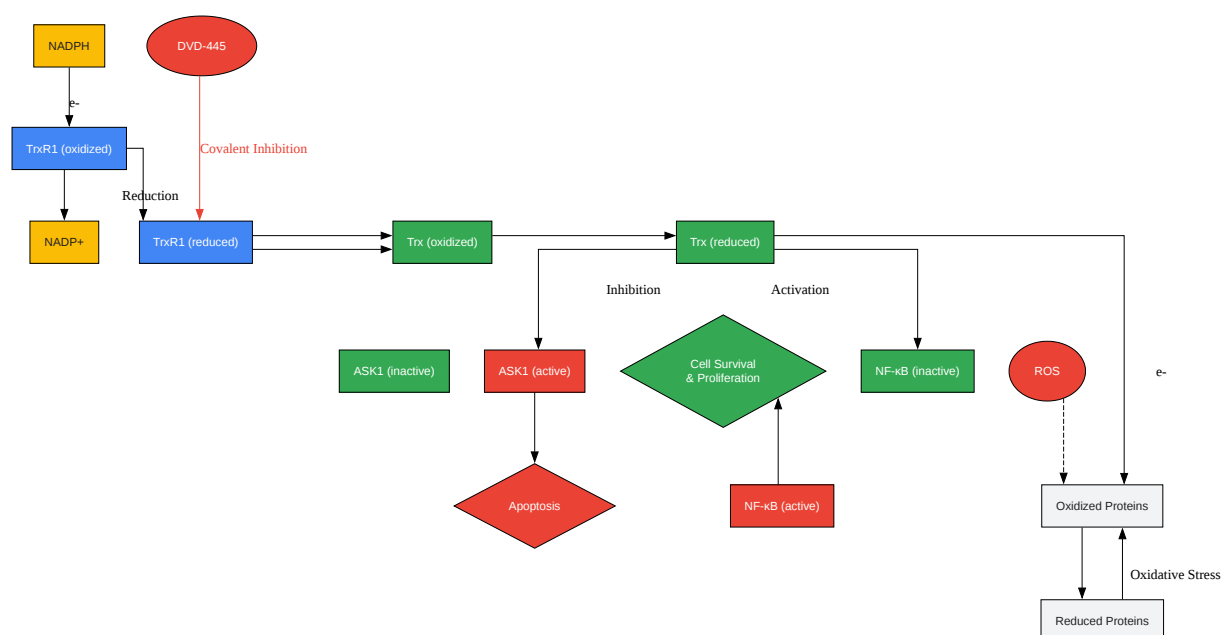 NADPH
DVD-445
e-
TrxR1 (oxidized)
Covalent Inhibition
Reduction
NADP+
TrxR1 (reduced)
Trx (oxidized)
Trx (reduced)
Inhibition
Activation
ASK1 (inactive)
ASK1 (active)
Cell Survival
& Proliferation
NF-κB (inactive)
ROS
e-
Apoptosis
NF-κB (active)
Oxidized Proteins
Oxidative Stress
Reduced Proteins